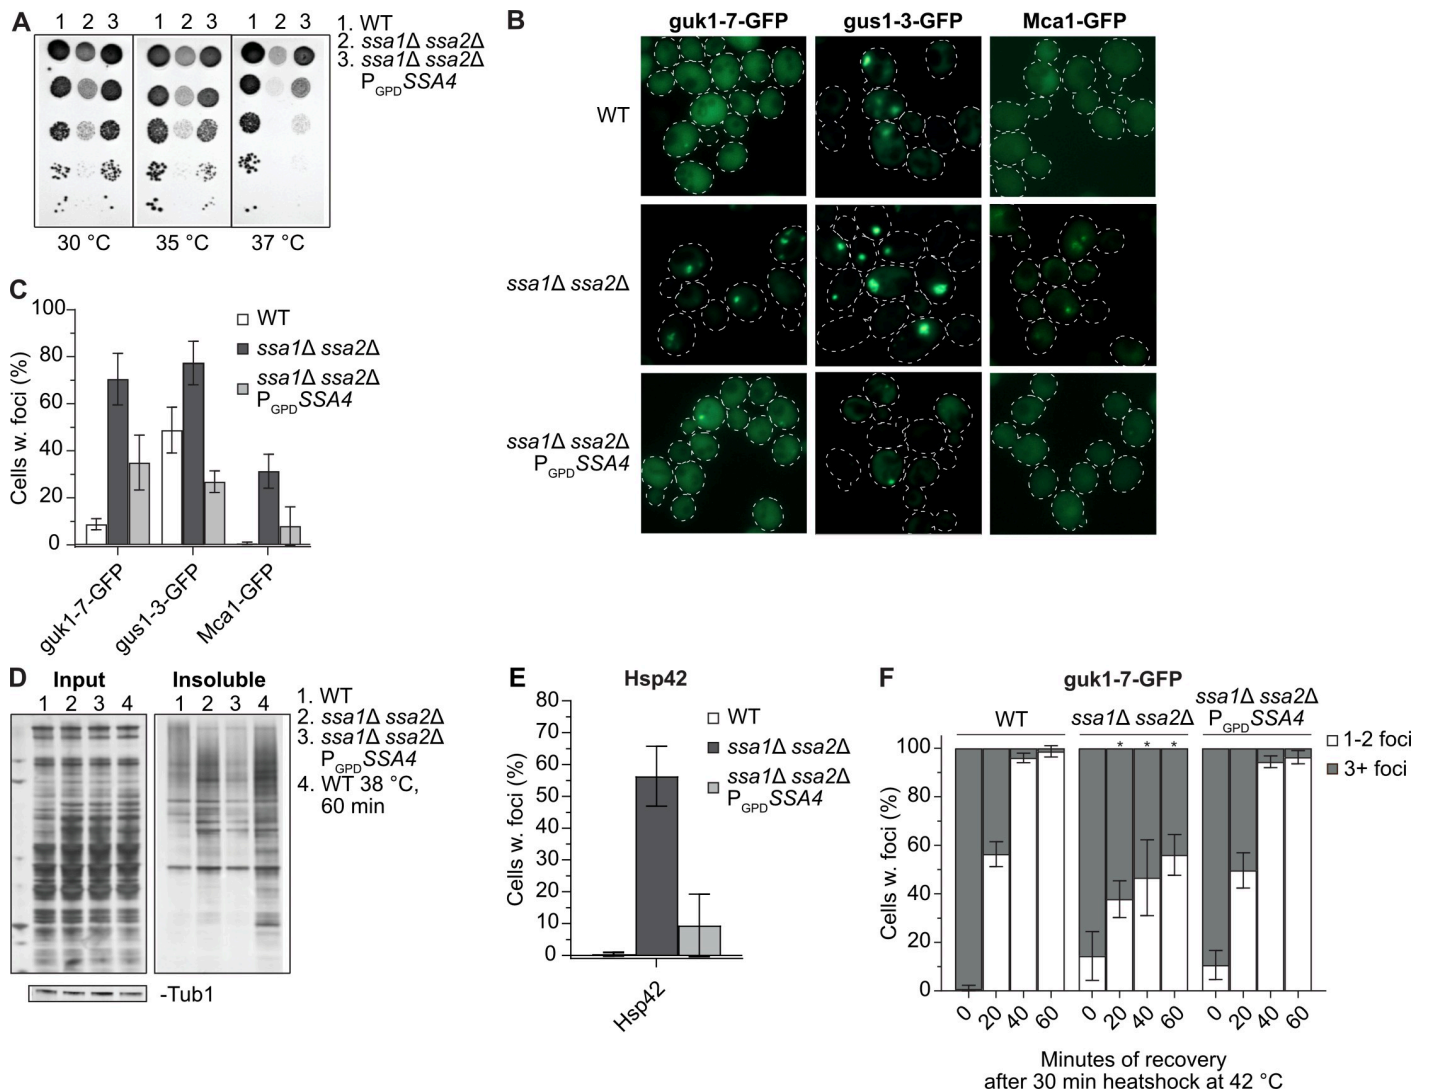 A
1 2 3 1 2 3 1 2 3
1. WT
2. ssa1Δ ssa2Δ
3. ssa1Δ ssa2Δ
PGPDSSA4
30 °C 35 °C 37 °C
B
guk1-7-GFP gus1-3-GFP Mca1-GFP
WT
ssa1Δ ssa2Δ
ssa1Δ ssa2Δ
PGPDSSA4
C
Cells w. foci (%)
100
80
60
40
20
0
WT
ssa1Δ ssa2Δ
ssa1Δ ssa2Δ
PGPDSSA4
guk1-7-GFP
gus1-3-GFP
Mca1-GFP
D
Input Insoluble
1 2 3 4 1 2 3 4
1. WT
2. ssa1Δ ssa2Δ
3. ssa1Δ ssa2Δ
PGPDSSA4
4. WT 38 °C,
60 min
-Tub1
E
Hsp42
Cells w. foci (%)
80
70
60
50
40
30
20
10
0
WT
ssa1Δ ssa2Δ
ssa1Δ ssa2Δ
PGPDSSA4
Hsp42
F
guk1-7-GFP
WT
ssa1Δ ssa2Δ
ssa1Δ ssa2Δ
PGPDSSA4
* * *
1-2 foci
3+ foci
Cells w. foci (%)
100
80
60
40
20
0
0 20 40 60 0 20 40 60 0 20 40 60
Minutes of recovery
after 30 min heatshock at 42 °C